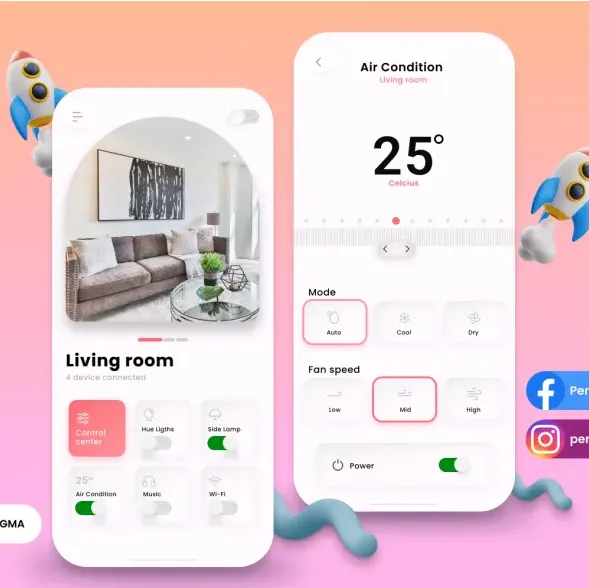 Living room
4 device connected
Control
center
Hue Ligths
Side Lamp
25°
Air Condition
Music
Wi-Fi
Air Condition
Living room
25°
Celcius
Mode
Auto
Cool
Dry
Fan speed
Low
Mid
High
Power
GMA
Per
per